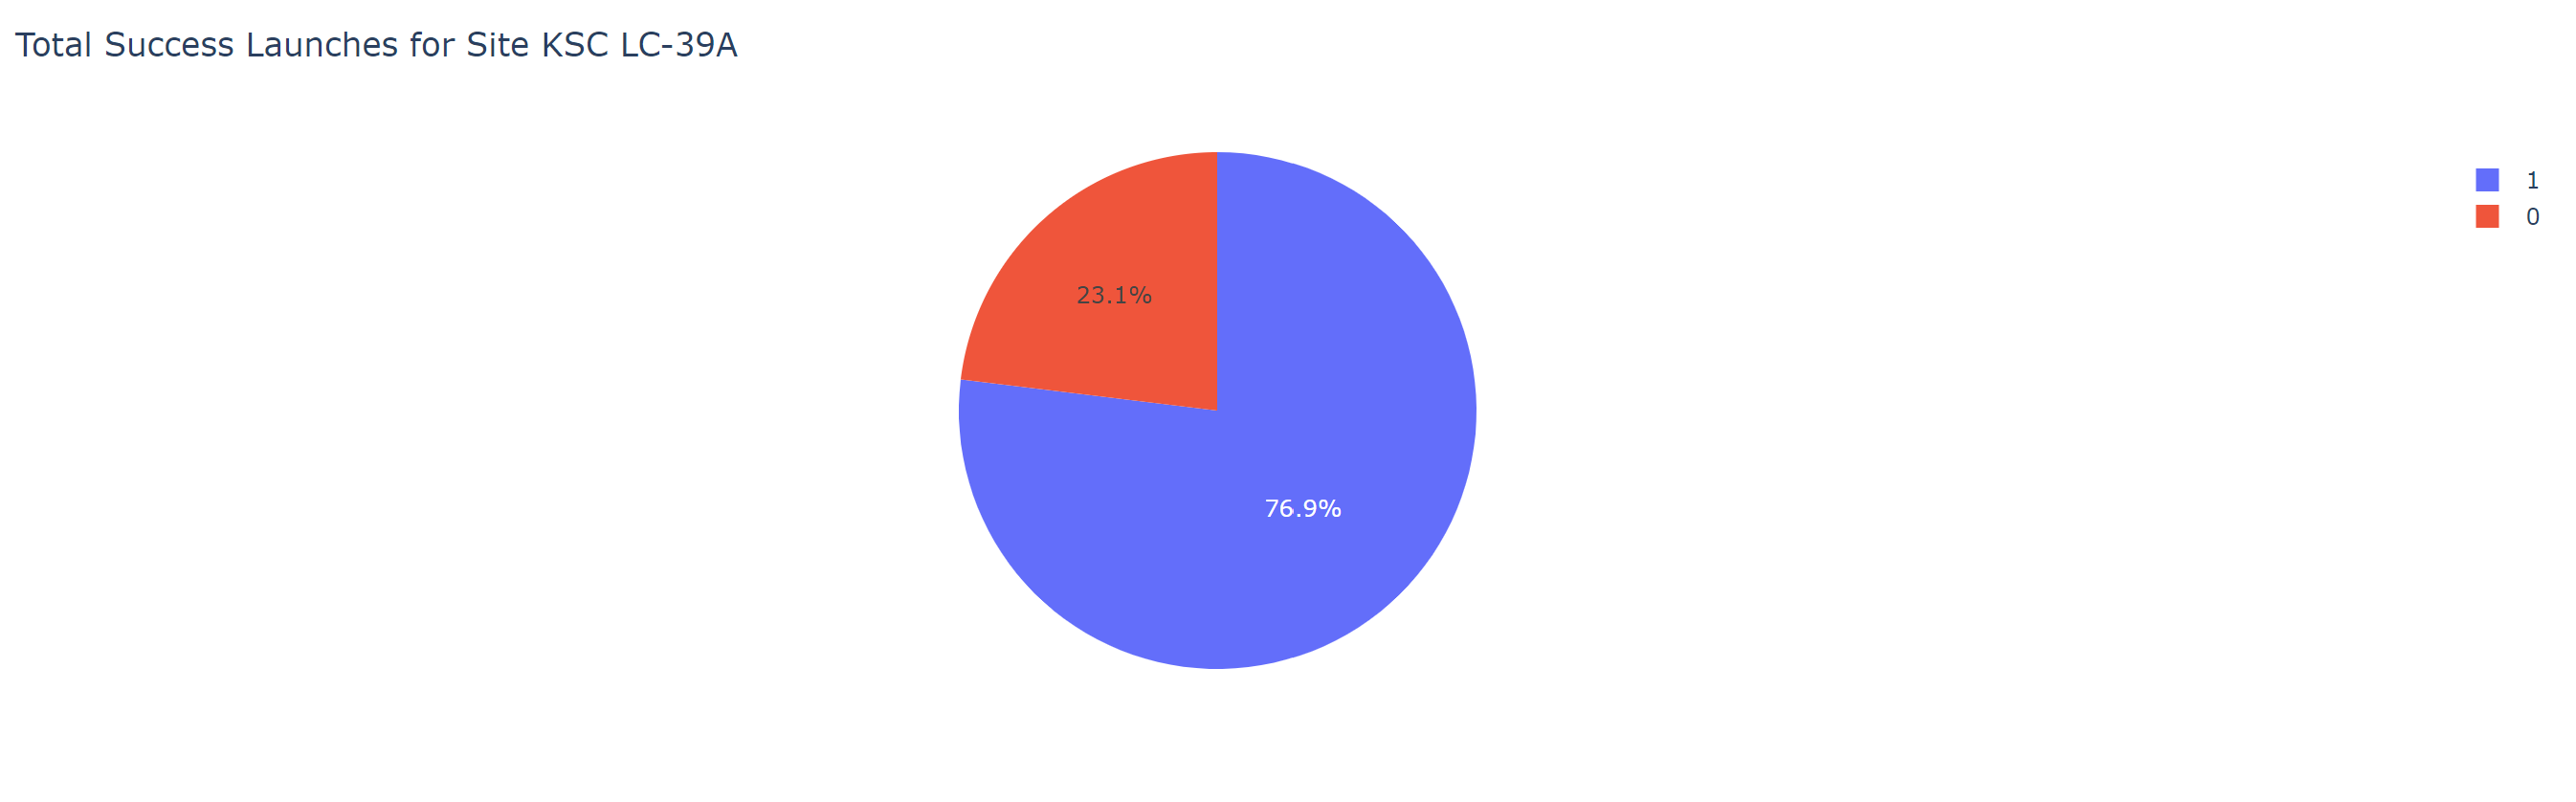 Total Success Launches for Site KSC LC-39A
1
0
23.1%
76.9%